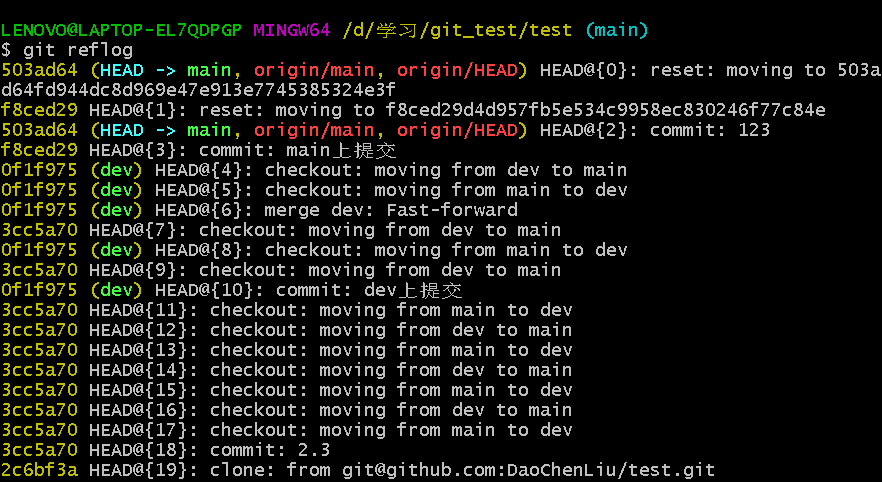 LENOVO@LAPTOP-EL7QDPGP MINGW64 /d/学习/git_test/test (main)
$ git reflog
503ad64 (HEAD -> main, origin/main, origin/HEAD) HEAD@{0}: reset: moving to 503a
d64fd944dc8d969e47e913e7745385324e3f
f8ced29 HEAD@{1}: reset: moving to f8ced29d4d957fb5e534c9958ec830246f77c84e
503ad64 (HEAD -> main, origin/main, origin/HEAD) HEAD@{2}: commit: 123
f8ced29 HEAD@{3}: commit: main上提交
0f1f975 (dev) HEAD@{4}: checkout: moving from dev to main
0f1f975 (dev) HEAD@{5}: checkout: moving from main to dev
0f1f975 (dev) HEAD@{6}: merge dev: Fast-forward
3cc5a70 HEAD@{7}: checkout: moving from dev to main
0f1f975 (dev) HEAD@{8}: checkout: moving from main to dev
3cc5a70 HEAD@{9}: checkout: moving from dev to main
0f1f975 (dev) HEAD@{10}: commit: dev上提交
3cc5a70 HEAD@{11}: checkout: moving from main to dev
3cc5a70 HEAD@{12}: checkout: moving from dev to main
3cc5a70 HEAD@{13}: checkout: moving from main to dev
3cc5a70 HEAD@{14}: checkout: moving from dev to main
3cc5a70 HEAD@{15}: checkout: moving from main to dev
3cc5a70 HEAD@{16}: checkout: moving from dev to main
3cc5a70 HEAD@{17}: checkout: moving from main to dev
3cc5a70 HEAD@{18}: commit: 2.3
2c6bf3a HEAD@{19}: clone: from git@github.com:DaoChenLiu/test.git